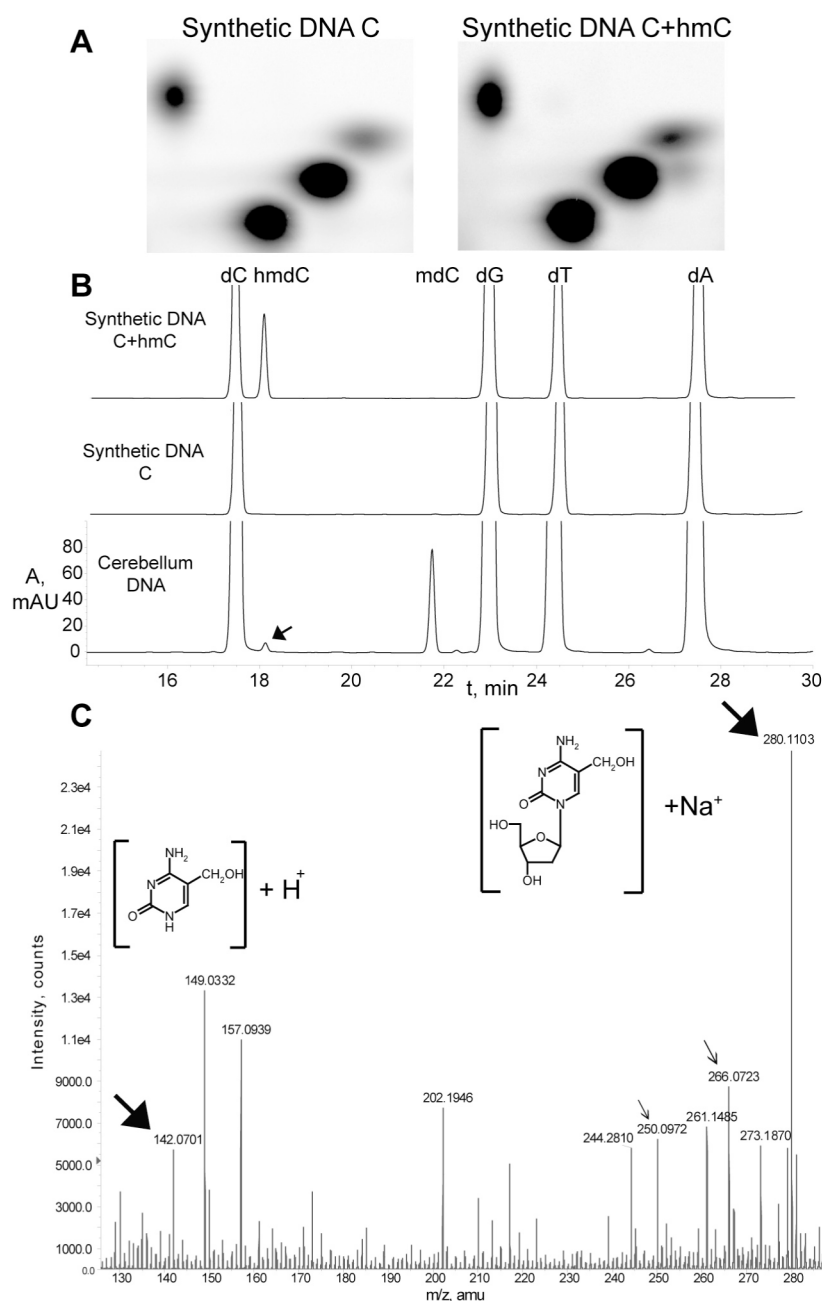 A
Synthetic DNA C
Synthetic DNA C+hmC
B
dC hmdC mdC dG dT dA
Synthetic DNA
C+hmC
Synthetic DNA
C
Cerebellum
DNA
A,
mAU
80
60
40
20
0
16 18 20 22 24 26 28 30
t, min
C
280.1103
NH2
CH2OH
N
O
N
HO
O
OH
+Na+
NH2
CH2OH
N
O
N
H
+ H+
Intensity, counts
2.3e4
2.1e4
1.9e4
1.7e4
1.5e4
1.3e4
1.1e4
9000.0
7000.0
5000.0
3000.0
1000.0
0.0
149.0332
157.0939
142.0701
202.1946
244.2810
250.0972
261.1485
266.0723
273.1870
130 140 150 160 170 180 190 200 210 220 230 240 250 260 270 280
m/z, amu